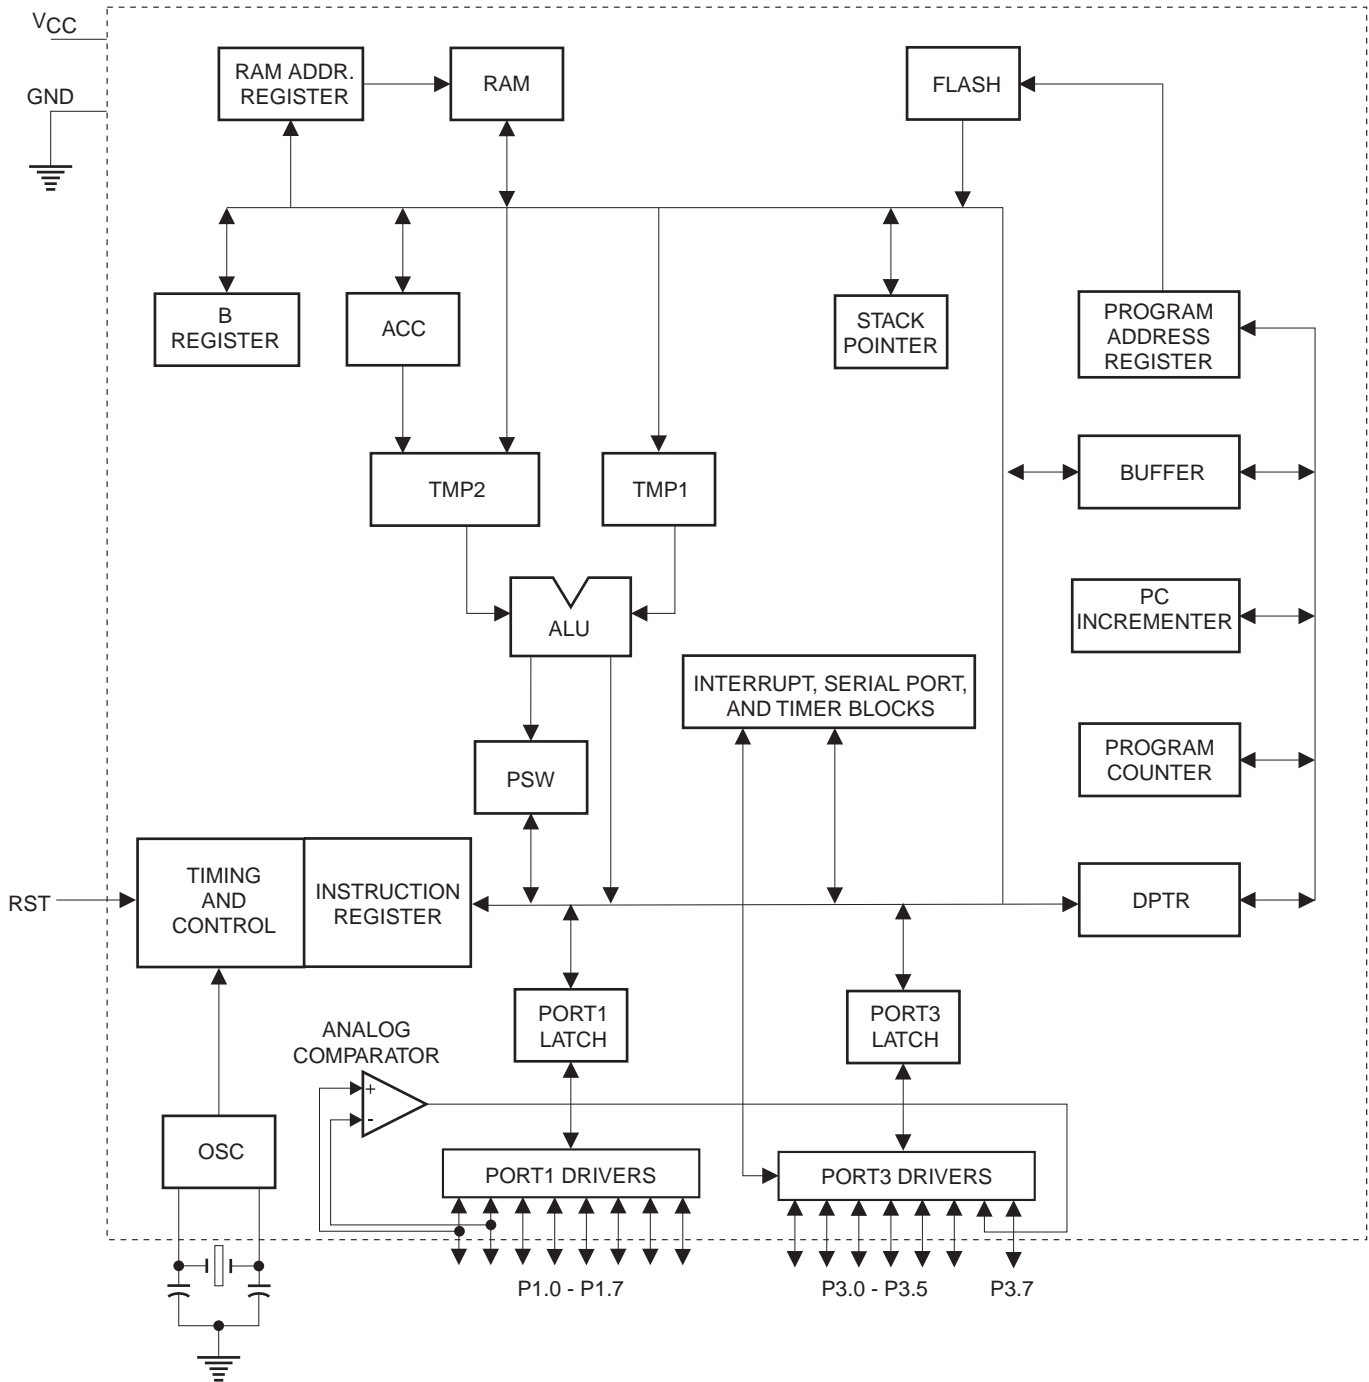 VCC
GND
RAM ADDR.
REGISTER
RAM
FLASH
B
REGISTER
ACC
STACK
POINTER
PROGRAM
ADDRESS
REGISTER
TMP2
TMP1
BUFFER
ALU
PC
INCREMENTER
INTERRUPT, SERIAL PORT,
AND TIMER BLOCKS
PSW
PROGRAM
COUNTER
RST
TIMING
AND
CONTROL
INSTRUCTION
REGISTER
DPTR
PORT1
LATCH
PORT3
LATCH
ANALOG
COMPARATOR
+
-
OSC
PORT1 DRIVERS
PORT3 DRIVERS
P1.0 - P1.7
P3.0 - P3.5
P3.7